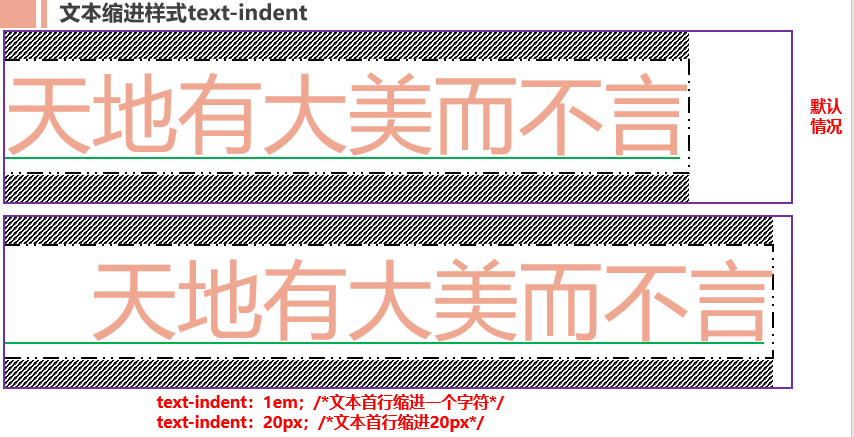 文本缩进样式text-indent
天地有大美而不言
默认
情况
天地有大美而不言
text-indent：1em；/*文本首行缩进一个字符*/
text-indent：20px；/*文本首行缩进20px*/